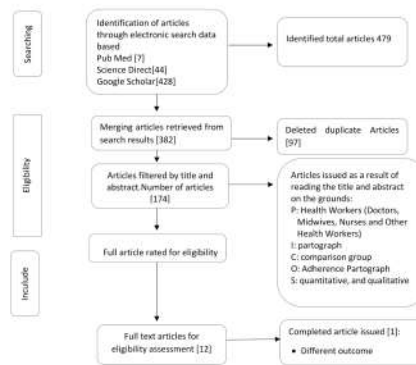 Searching
Identification of articles
through electronic search data
based
Pub Med [7]
Science Direct[44]
Google Scholar[428]
Identified total articles 479
Eligibility
Merging articles retrieved from
search results [382]
Deleted duplicate Articles
[97]
Articles filtered by title and
abstract.Number of articles
[174]
Articles issued as a result of
reading the title and abstract
on the grounds:
P: Health Workers (Doctors,
Midwives, Nurses and Other
Health Workers)
I: partograph
C: comparison group
O: Adherence Partograph
S: quantitative, and qualitative
Full article rated for eligibility
Inculude
Full text articles for
eligibility assessment [12]
Completed article issued [1]:
• Different outcome